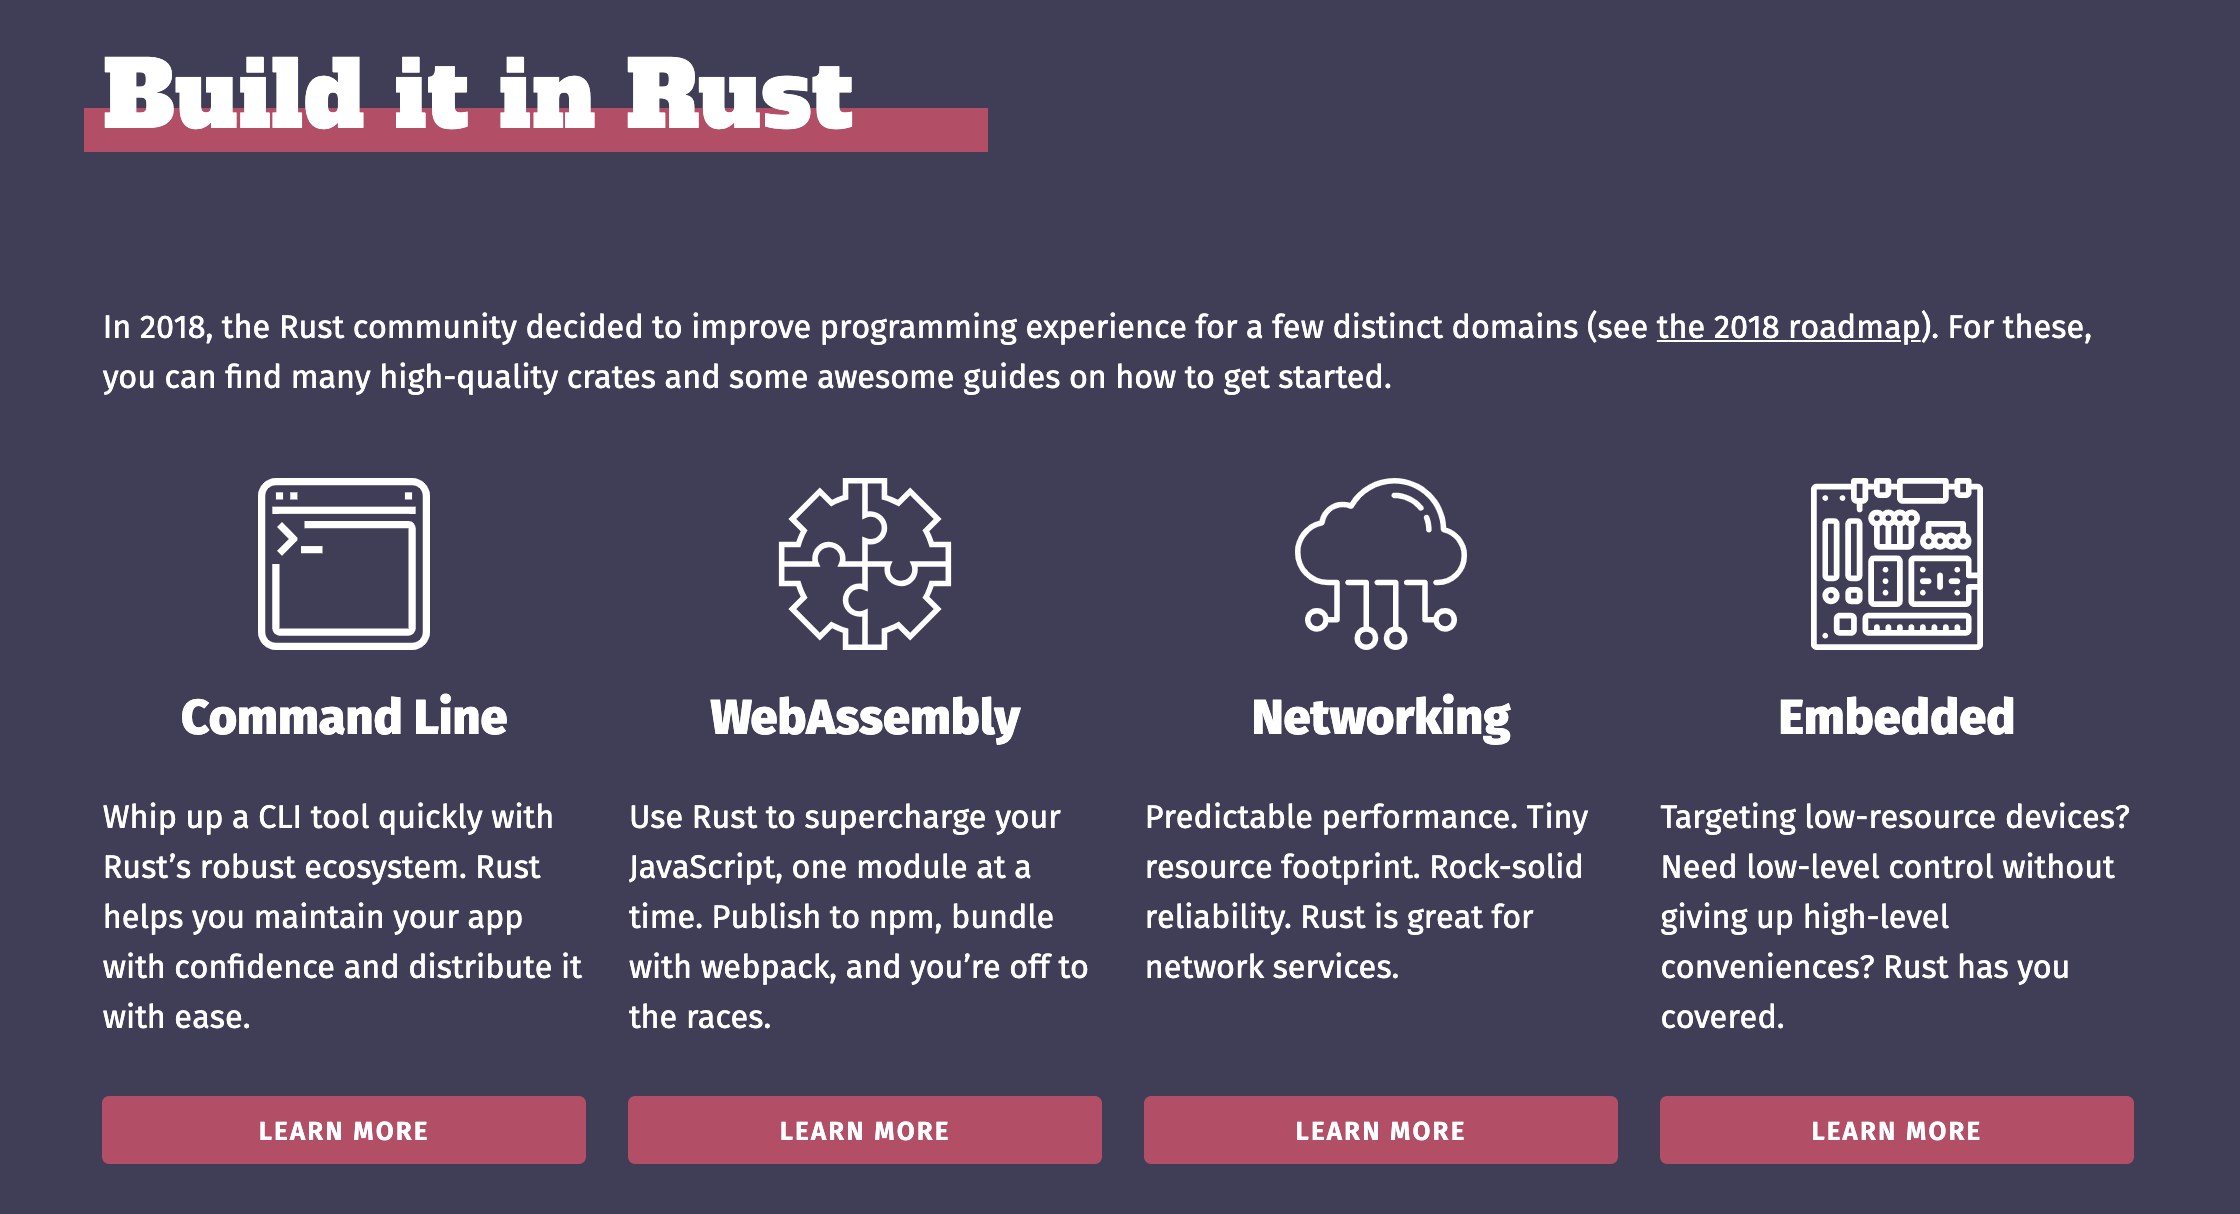 Build it in Rust
In 2018, the Rust community decided to improve programming experience for a few distinct domains (see the 2018 roadmap). For these,
you can find many high-quality crates and some awesome guides on how to get started.
Command Line
Whip up a CLI tool quickly with
Rust’s robust ecosystem. Rust
helps you maintain your app
with confidence and distribute it
with ease.
LEARN MORE
WebAssembly
Use Rust to supercharge your
JavaScript, one module at a
time. Publish to npm, bundle
with webpack, and you’re off to
the races.
LEARN MORE
Networking
Predictable performance. Tiny
resource footprint. Rock-solid
reliability. Rust is great for
network services.
LEARN MORE
Embedded
Targeting low-resource devices?
Need low-level control without
giving up high-level
conveniences? Rust has you
covered.
LEARN MORE